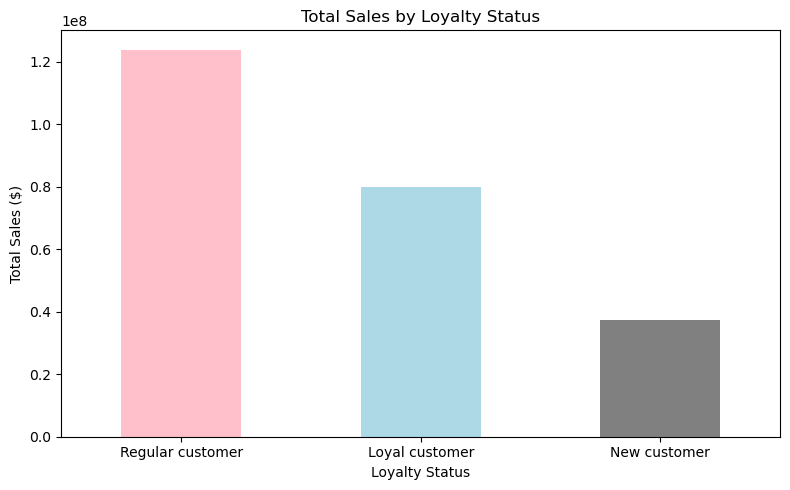 Total Sales by Loyalty Status
1e8
1.2
1.0
0.8
0.6
0.4
0.2
0.0
Total Sales ($)
Regular customer
Loyal customer
New customer
Loyalty Status